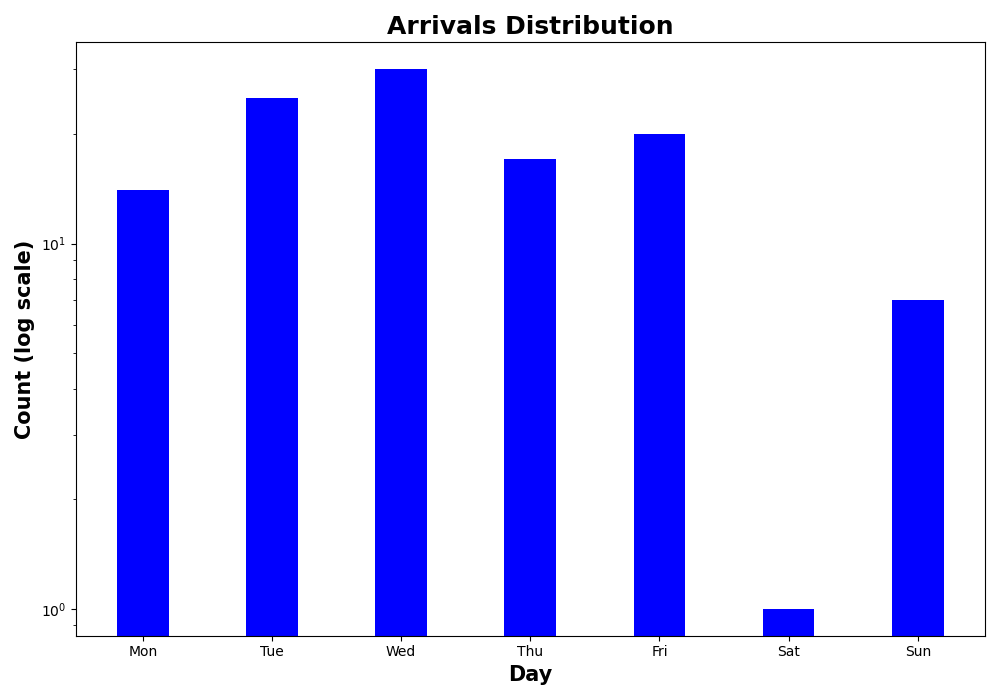 Arrivals Distribution
Count (log scale)
10¹
10⁰
Mon Tue Wed Thu Fri Sat Sun
Day